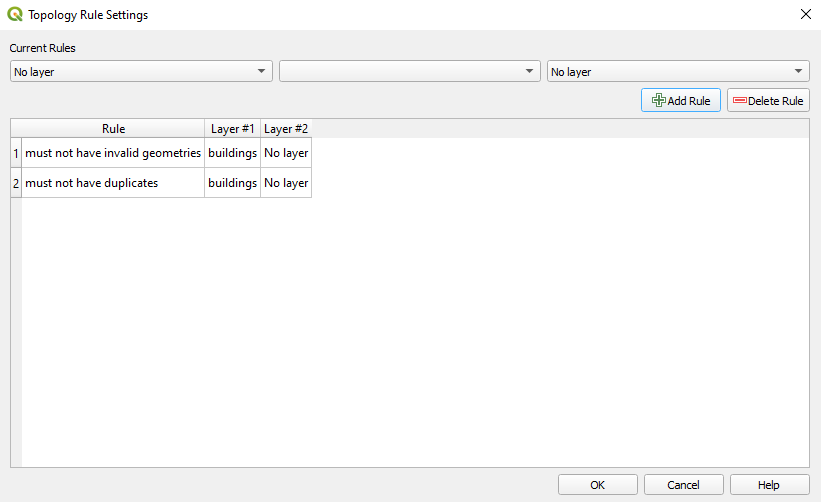 Topology Rule Settings
Current Rules
No layer No layer
Add Rule Delete Rule
Rule Layer #1 Layer #2
1 must not have invalid geometries buildings No layer
2 must not have duplicates buildings No layer
OK Cancel Help